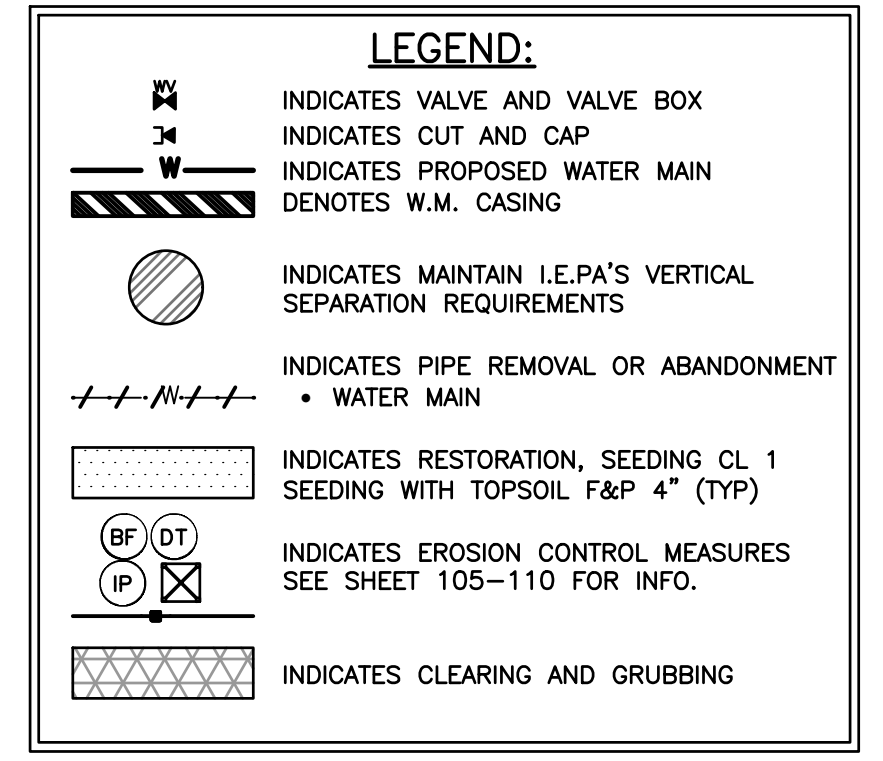 LEGEND:
WV
INDICATES VALVE AND VALVE BOX
INDICATES CUT AND CAP
W
INDICATES PROPOSED WATER MAIN
DENOTES W.M. CASING
INDICATES MAINTAIN I.E.PA'S VERTICAL
SEPARATION REQUIREMENTS
INDICATES PIPE REMOVAL OR ABANDONMENT
W
• WATER MAIN
INDICATES RESTORATION, SEEDING CL 1
SEEDING WITH TOPSOIL F&P 4" (TYP)
BF DT
IP
INDICATES EROSION CONTROL MEASURES
SEE SHEET 105-110 FOR INFO.
INDICATES CLEARING AND GRUBBING